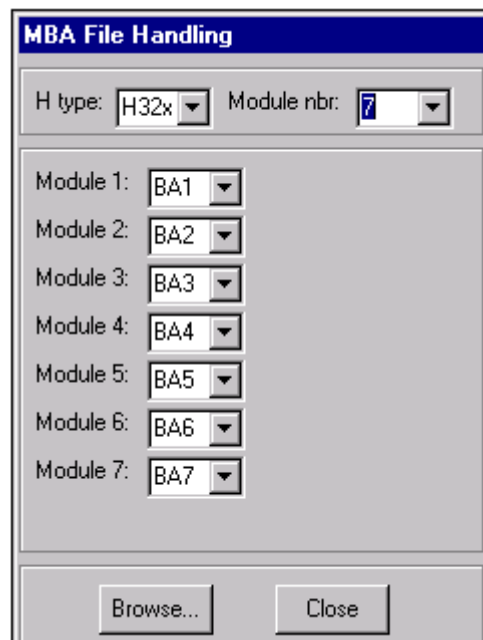 MBA File Handling
H type: H32x Module nbr: 7
Module 1: BA1
Module 2: BA2
Module 3: BA3
Module 4: BA4
Module 5: BA5
Module 6: BA6
Module 7: BA7
Browse... Close